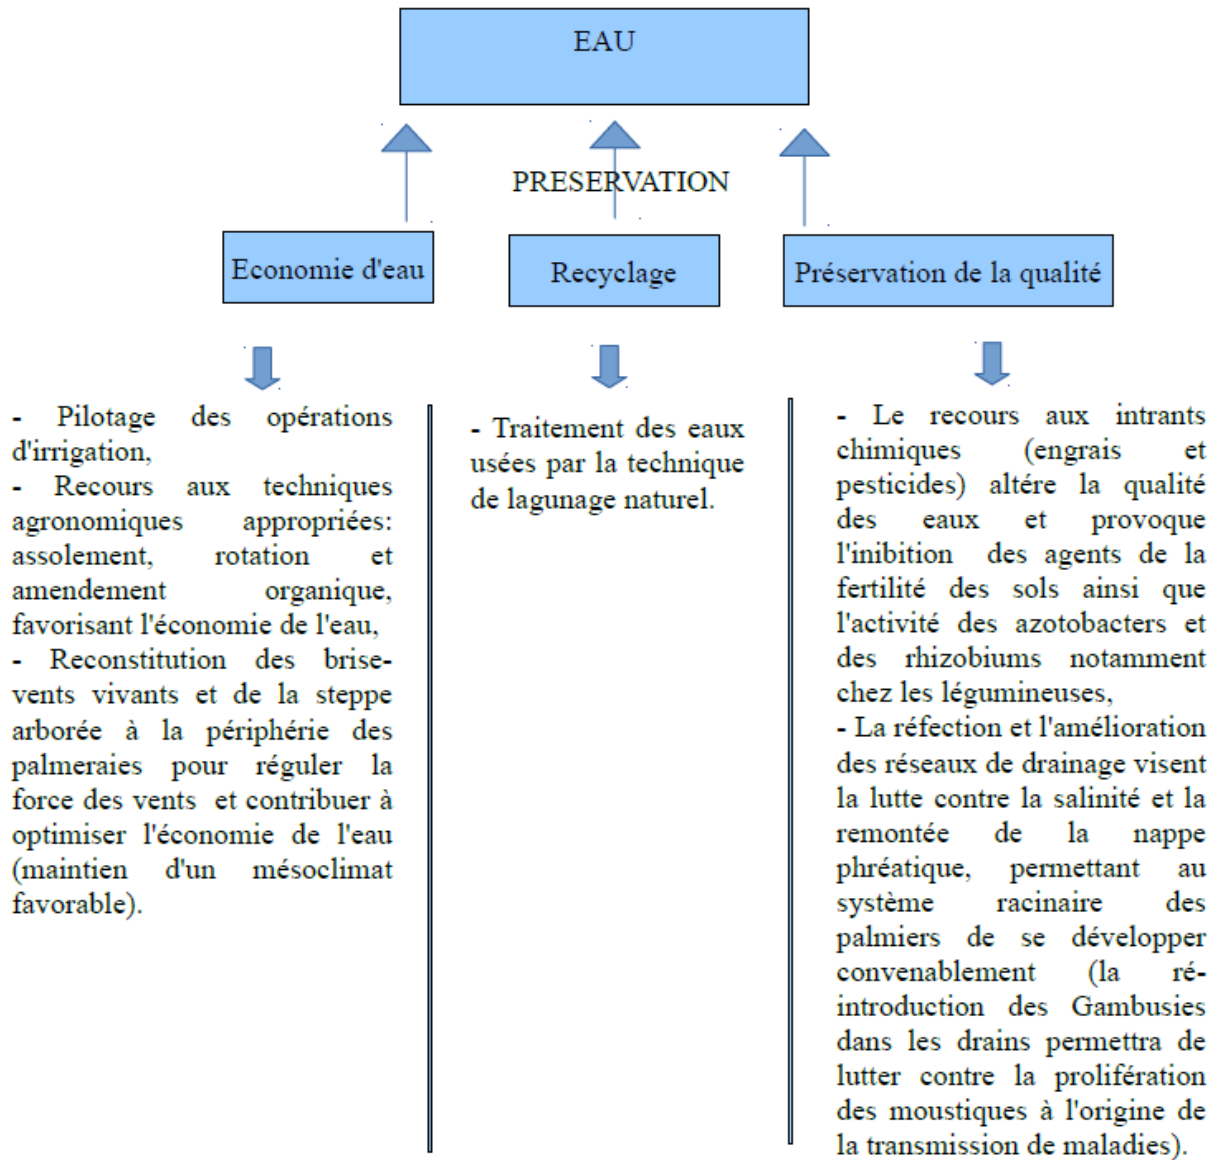 EAU
PRESERVATION
Economie d'eau
Recyclage
Préservation de la qualité
- Pilotage des opérations
d'irrigation,
- Recours aux techniques
agronomiques appropriées:
assolement, rotation et
amendement organique,
favorisant l'économie de l'eau,
- Reconstitution des brise-
vents vivants et de la steppe
arborée à la périphérie des
palmeraies pour réguler la
force des vents et contribuer à
optimiser l'économie de l'eau
(maintien d'un mésoclimat
favorable).
- Traitement des eaux
usées par la technique
de lagunage naturel.
- Le recours aux intrants
chimiques (engrais et
pesticides) altére la qualité
des eaux et provoque
l'inibition des agents de la
fertilité des sols ainsi que
l'activité des azotobacters et
des rhizobiums notamment
chez les légumineuses,
- La réfection et l'amélioration
des réseaux de drainage visent
la lutte contre la salinité et la
remontée de la nappe
phréatique, permettant au
système racinaire des
palmiers de se développer
convenablement (la ré-
introduction des Gambusies
dans les drains permettra de
lutter contre la prolifération
des moustiques à l'origine de
la transmission de maladies).